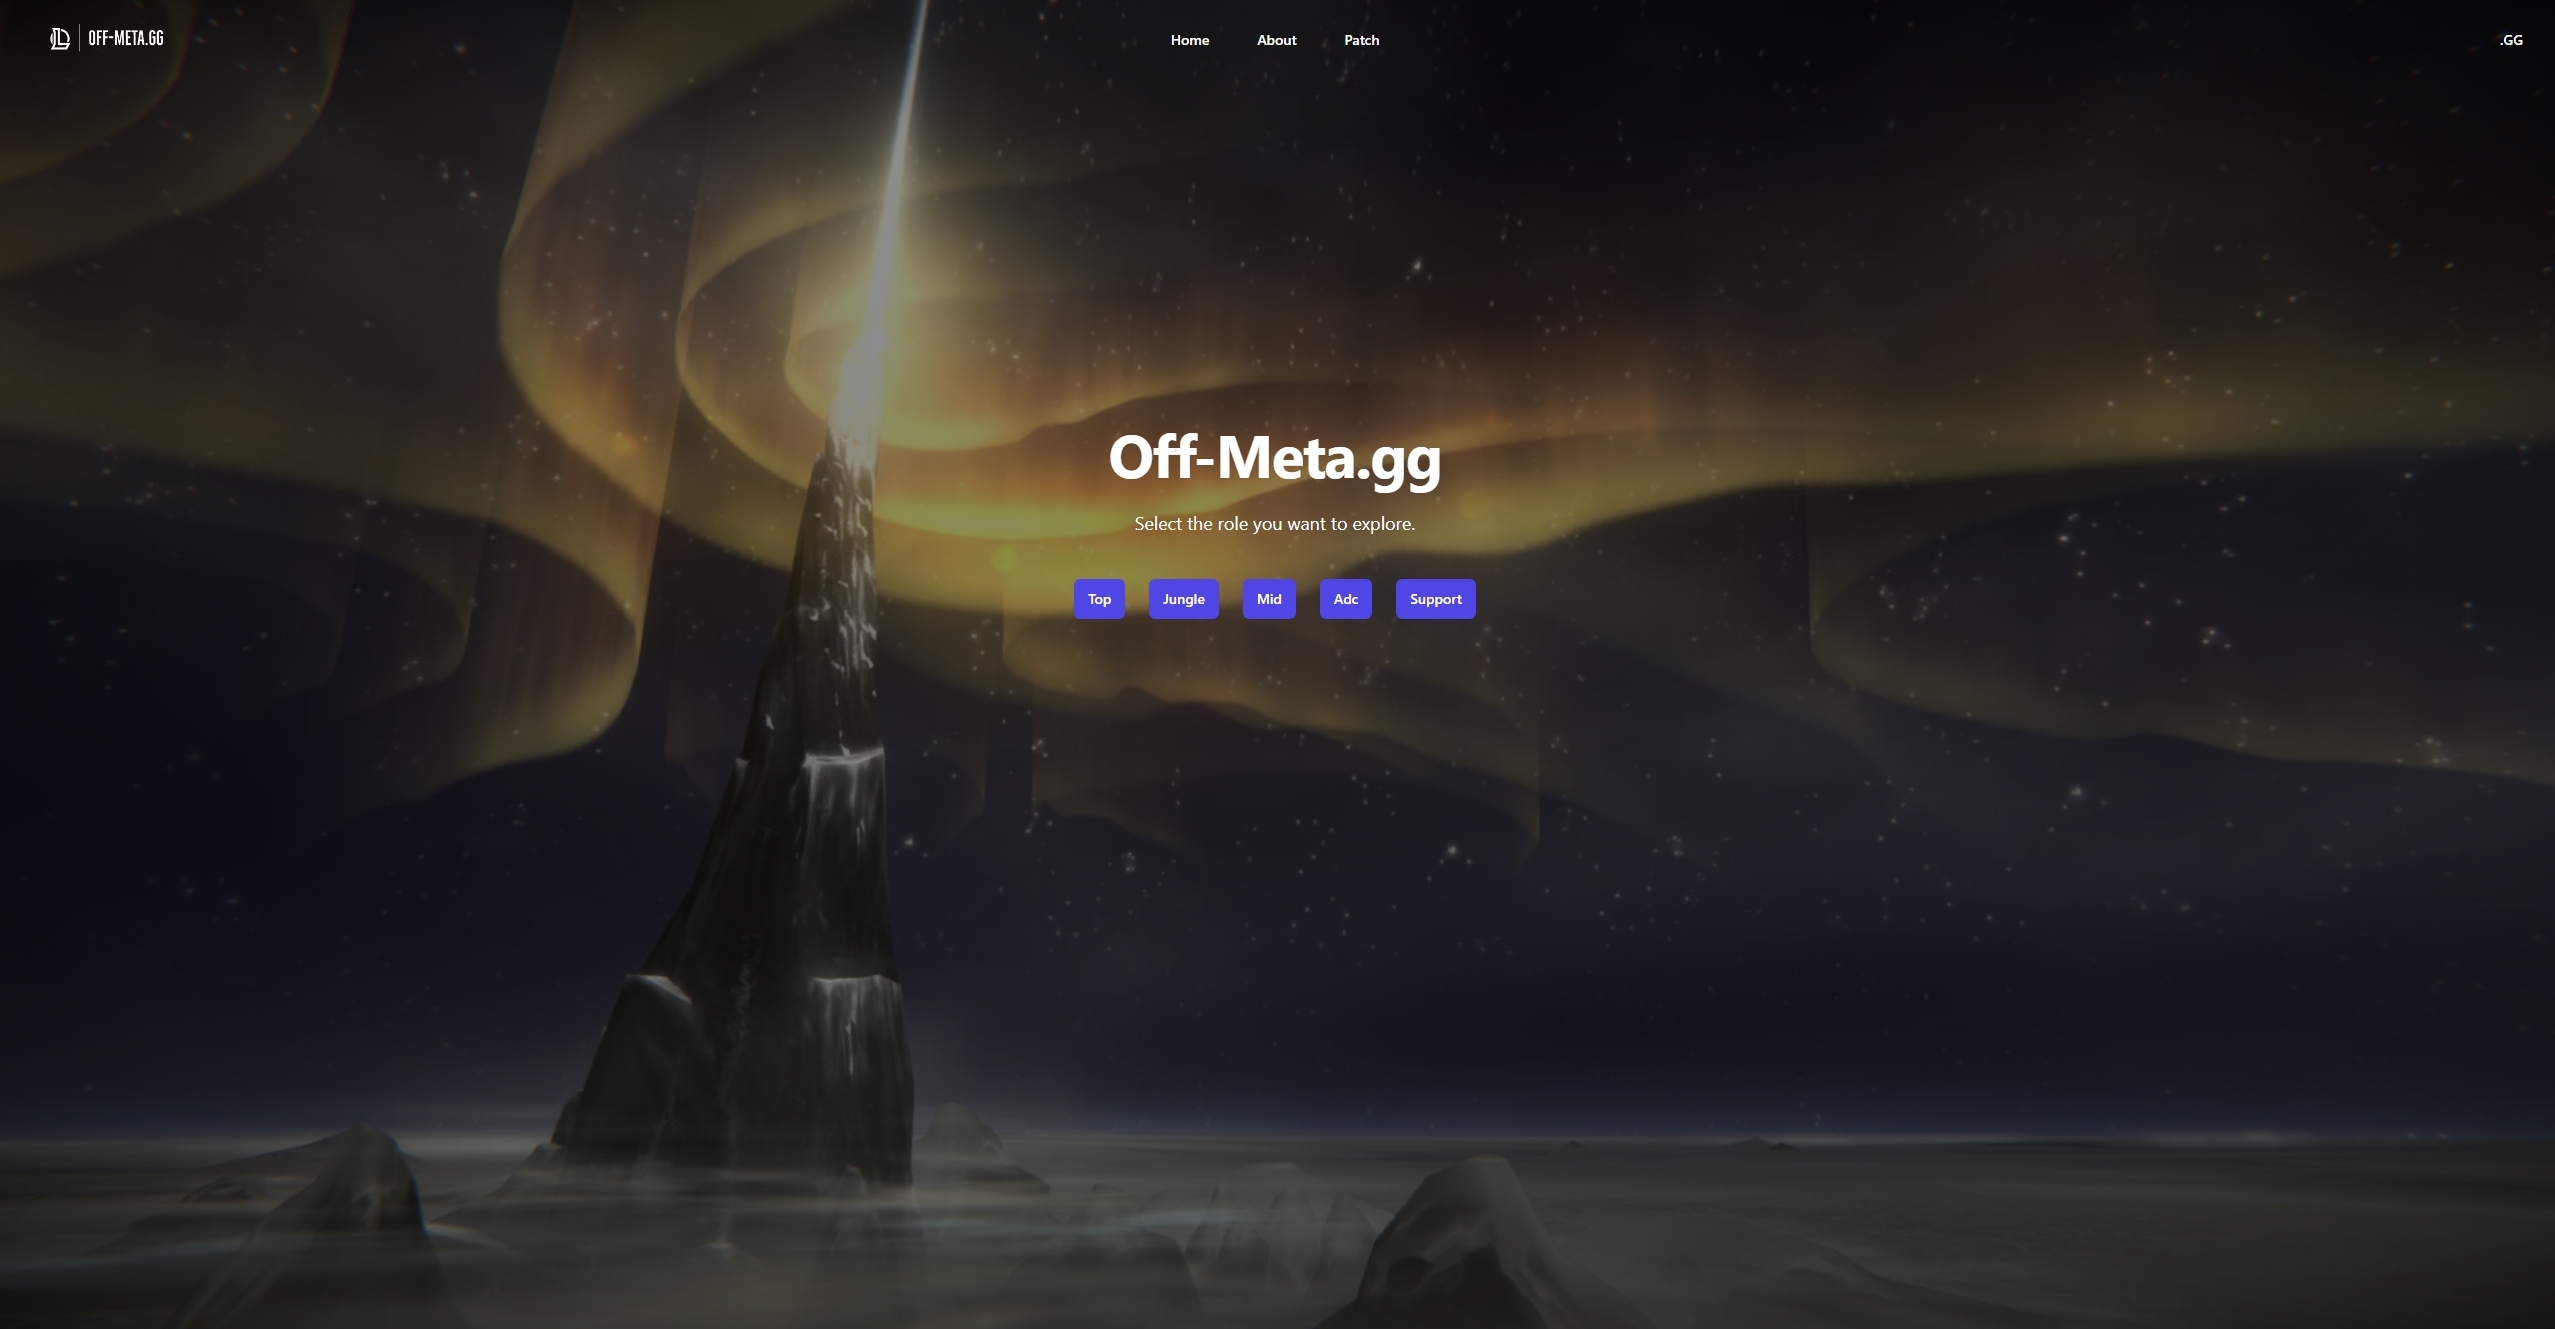 OFF-META.GG
Home About Patch
.GG
Off-Meta.gg
Select the role you want to explore.
Top Jungle Mid Adc Support